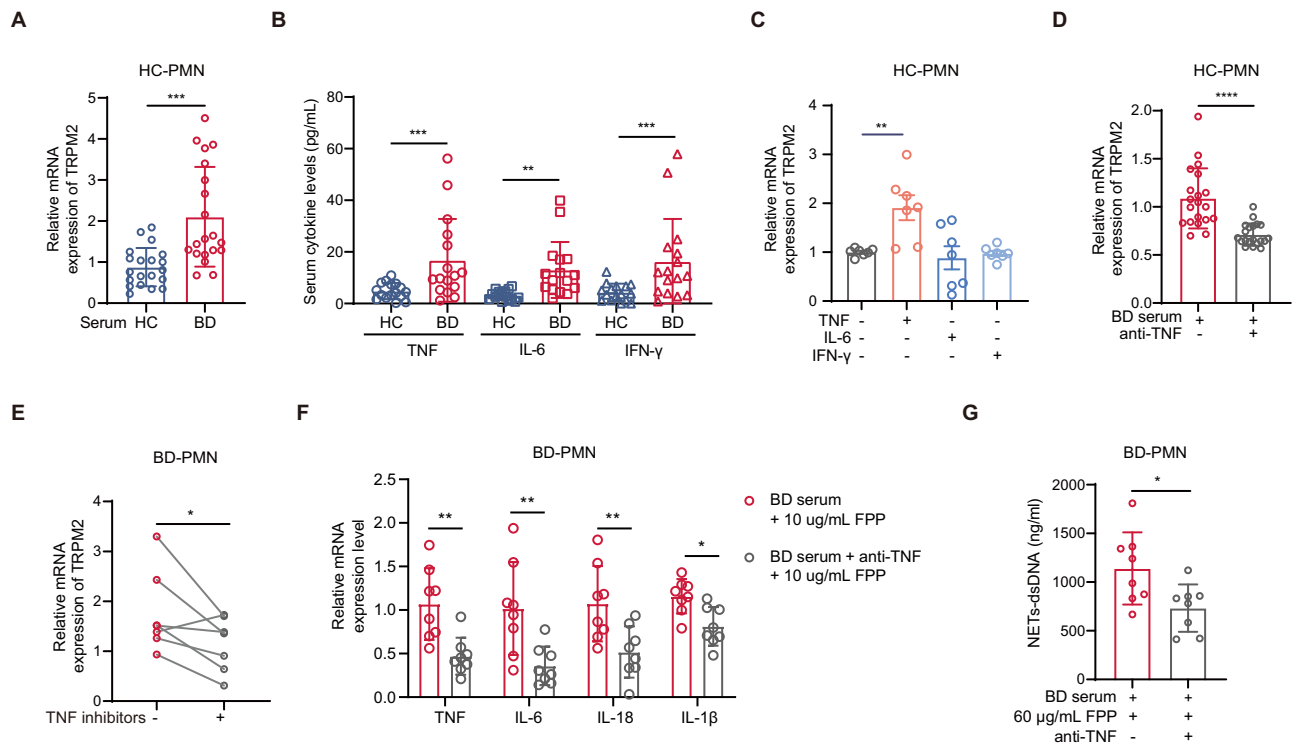 A
HC-PMN
Relative mRNA
expression of TRPM2
5
4
3
2
1
0
***
Serum HC BD
B
Serum cytokine levels (pg/mL)
80
60
40
20
0
***
**
***
HC BD HC BD HC BD
TNF IL-6 IFN-γ
C
HC-PMN
Relative mRNA
expression of TRPM2
4
3
2
1
0
**
TNF - + - -
IL-6 - - + -
IFN-γ - - - +
D
HC-PMN
Relative mRNA
expression of TRPM2
2.0
1.5
1.0
0.5
0.0
****
BD serum + +
anti-TNF - +
E
BD-PMN
Relative mRNA
expression of TRPM2
4
3
2
1
0
*
TNF inhibitors - +
F
BD-PMN
Relative mRNA
expression level
2.5
2.0
1.5
1.0
0.5
0.0
**
**
**
*
TNF IL-6 IL-18 IL-1β
BD serum
+ 10 ug/mL FPP
BD serum + anti-TNF
+ 10 ug/mL FPP
G
BD-PMN
NETs-dsDNA (ng/ml)
2000
1500
1000
500
0
*
BD serum + +
60 μg/mL FPP + +
anti-TNF - +